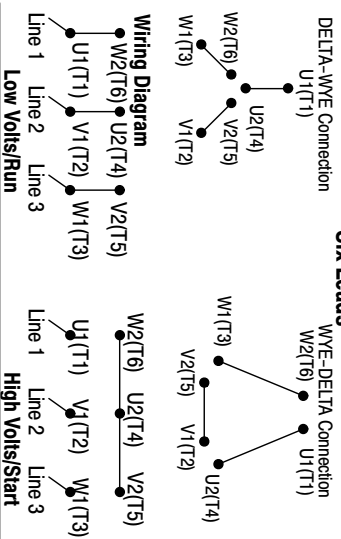 Six Leads
DELTA-WYE Connection
U1(T1)
U2(T4)
W2(T6)
V2(T5)
W1(T3)
V1(T2)
WYE-DELTA Connection
W2(T6)
U1(T1)
W1(T3)
U2(T4)
V2(T5)
V1(T2)
Wiring Diagram
W2(T6) U2(T4) V2(T5)
U1(T1) V1(T2) W1(T3)
Line 1 Line 2 Line 3
Low Volts/Run
W2(T6) U2(T4) V2(T5)
U1(T1) V1(T2) W1(T3)
Line 1 Line 2 Line 3
High Volts/Start